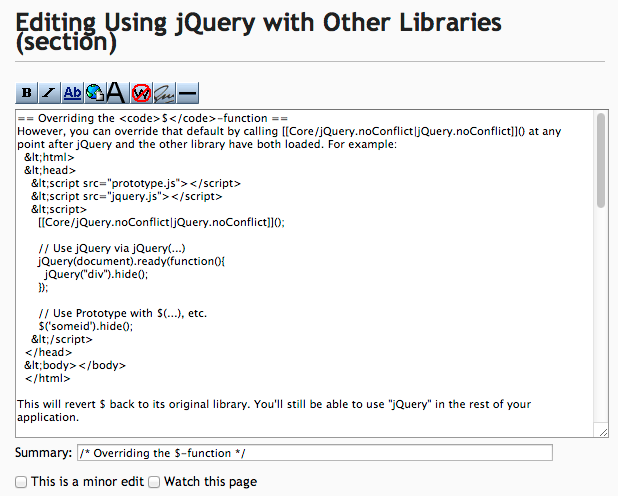 Editing Using jQuery with Other Libraries
(section)
B I Ab A W
== Overriding the <code>$</code>-function ==
However, you can override that default by calling [[Core/jQuery.noConflict|jQuery.noConflict]]() at any
point after jQuery and the other library have both loaded. For example:
&lt;html>
&lt;head>
&lt;script src="prototype.js"></script>
&lt;script src="jquery.js"></script>
&lt;script>
[[Core/jQuery.noConflict|jQuery.noConflict]]();
// Use jQuery via jQuery(...)
jQuery(document).ready(function(){
jQuery("div").hide();
});
// Use Prototype with $(...), etc.
$('someid').hide();
&lt;/script>
</head>
&lt;body></body>
</html>
This will revert $ back to its original library. You'll still be able to use "jQuery" in the rest of your
application.
Summary: /* Overriding the $-function */
This is a minor edit Watch this page